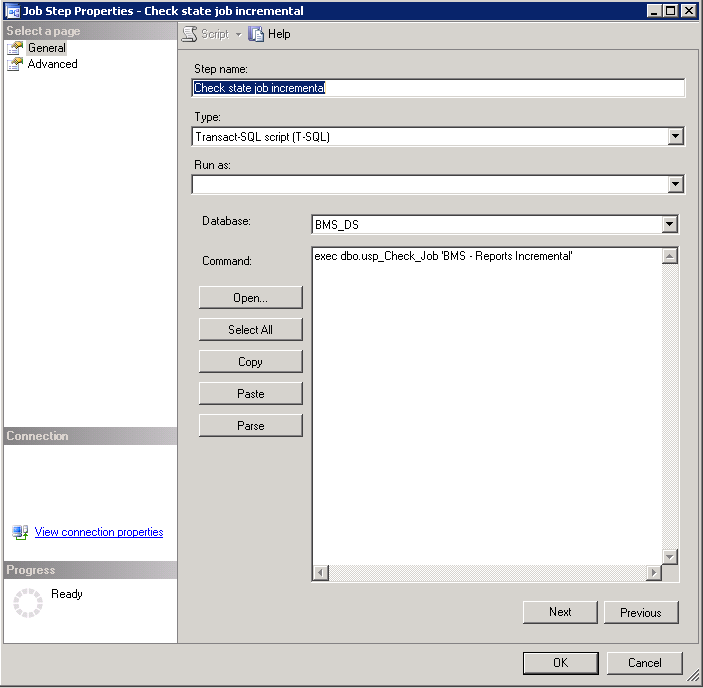 Job Step Properties - Check state job incremental
Select a page
General
Advanced
Script
Help
Step name:
Check state job incremental
Type:
Transact-SQL script (T-SQL)
Run as:
Database:
BMS_DS
Command:
exec dbo.usp_Check_Job 'BMS - Reports Incremental'
Open...
Select All
Copy
Paste
Parse
Connection
View connection properties
Progress
Ready
Next
Previous
OK
Cancel